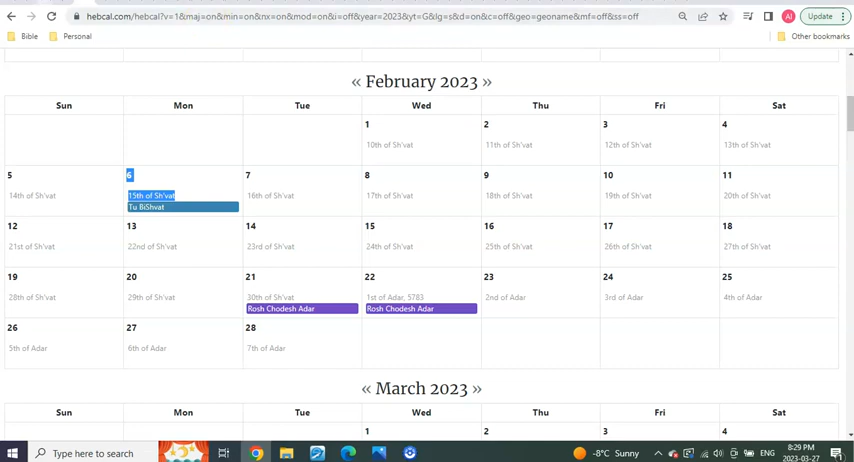 hebcal.com/hebcal?v=1&maj=on&min=on&nx=on&mod=on&i=off&year=2023&yt=G&lg=s&d=on&c=off&geo=geoname&mf=off&ss=off
AI
Update
Bible
Personal
Other bookmarks
« February 2023 »
Sun Mon Tue Wed Thu Fri Sat
1 2 3 4
10th of Sh'vat 11th of Sh'vat 12th of Sh'vat 13th of Sh'vat
5 6 7 8 9 10 11
14th of Sh'vat 15th of Sh'vat 16th of Sh'vat 17th of Sh'vat 18th of Sh'vat 19th of Sh'vat 20th of Sh'vat
Tu BiShvat
12 13 14 15 16 17 18
21st of Sh'vat 22nd of Sh'vat 23rd of Sh'vat 24th of Sh'vat 25th of Sh'vat 26th of Sh'vat 27th of Sh'vat
19 20 21 22 23 24 25
28th of Sh'vat 29th of Sh'vat 30th of Sh'vat 1st of Adar, 5783 2nd of Adar 3rd of Adar 4th of Adar
Rosh Chodesh Adar Rosh Chodesh Adar
26 27 28
5th of Adar 6th of Adar 7th of Adar
« March 2023 »
Sun Mon Tue Wed Thu Fri Sat
1 2 3 4
Type here to search
-8°C Sunny
ENG
8:29 PM
2023-03-27